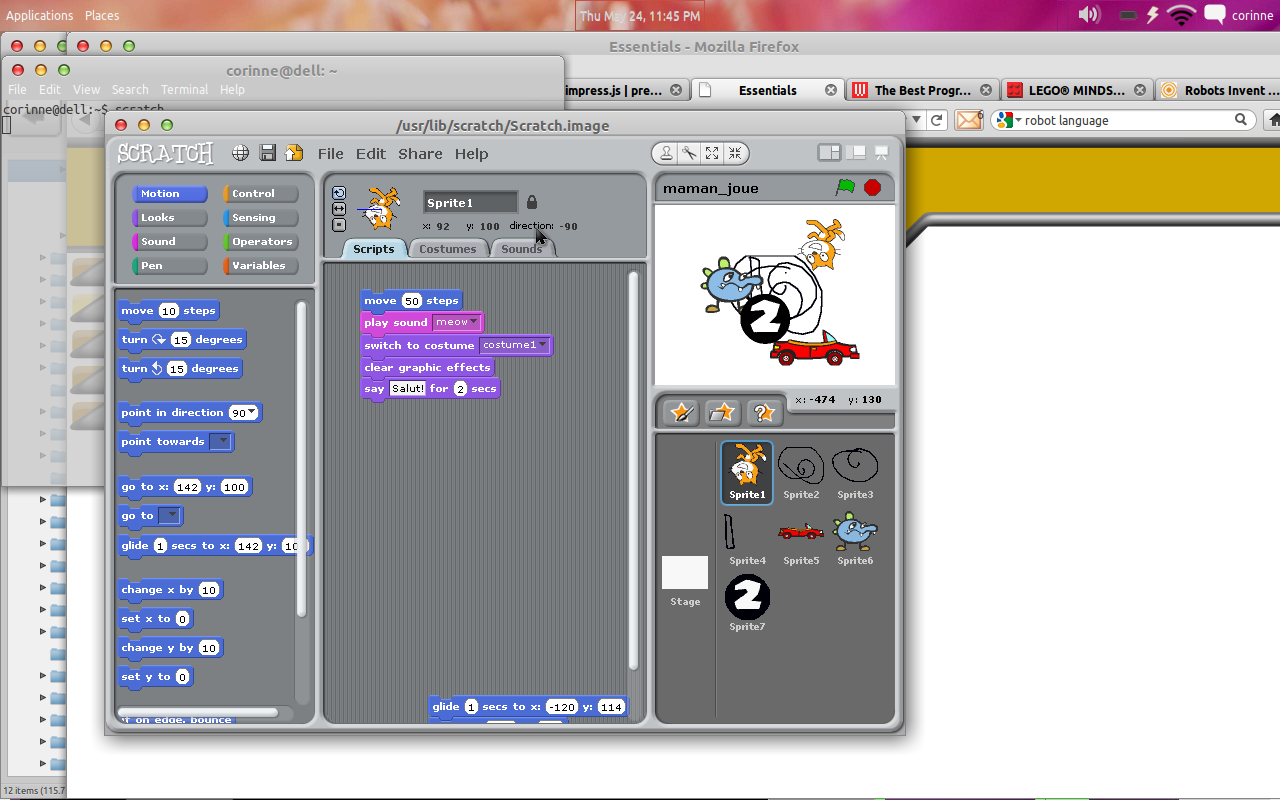 Applications Places
Thu May 24, 11:45 PM
corinne
Essentials - Mozilla Firefox
corinne@dell: ~
File Edit View Search Terminal Help
impress.js | pre...
Essentials
The Best Progr...
LEGO® MINDS...
Robots Invent ...
corinne@dell:~$ scratch
robot language
/usr/lib/scratch/Scratch.image
SCRATCH
File Edit Share Help
Motion
Control
Looks
Sensing
Sound
Operators
Pen
Variables
move 10 steps
turn 15 degrees
turn 15 degrees
point in direction 90
point towards
go to x: 142 y: 100
go to
glide 1 secs to x: 142 y: 10
change x by 10
set x to 0
change y by 10
set y to 0
if on edge, bounce
Sprite1
x: 92 y: 100 direction: -90
Scripts
Costumes
Sounds
move 50 steps
play sound meow
switch to costume costume1
clear graphic effects
say Salut! for 2 secs
glide 1 secs to x: -120 y: 114
maman_joue
2
x: -474 y: 130
Sprite1
Sprite2
Sprite3
Sprite4
Sprite5
Sprite6
2
Sprite7
Stage
12 items (115.7